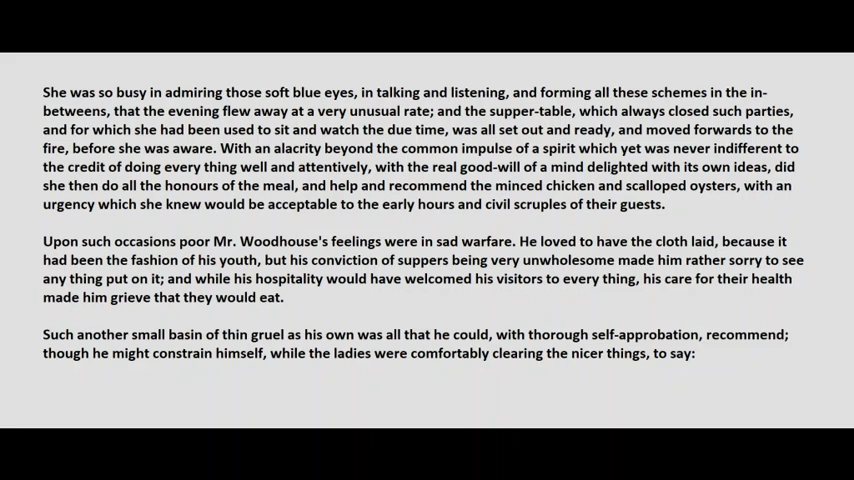 She was so busy in admiring those soft blue eyes, in talking and listening, and forming all these schemes in the in-
betweens, that the evening flew away at a very unusual rate; and the supper-table, which always closed such parties,
and for which she had been used to sit and watch the due time, was all set out and ready, and moved forwards to the
fire, before she was aware. With an alacrity beyond the common impulse of a spirit which yet was never indifferent to
the credit of doing every thing well and attentively, with the real good-will of a mind delighted with its own ideas, did
she then do all the honours of the meal, and help and recommend the minced chicken and scalloped oysters, with an
urgency which she knew would be acceptable to the early hours and civil scruples of their guests.
Upon such occasions poor Mr. Woodhouse's feelings were in sad warfare. He loved to have the cloth laid, because it
had been the fashion of his youth, but his conviction of suppers being very unwholesome made him rather sorry to see
any thing put on it; and while his hospitality would have welcomed his visitors to every thing, his care for their health
made him grieve that they would eat.
Such another small basin of thin gruel as his own was all that he could, with thorough self-approbation, recommend;
though he might constrain himself, while the ladies were comfortably clearing the nicer things, to say: